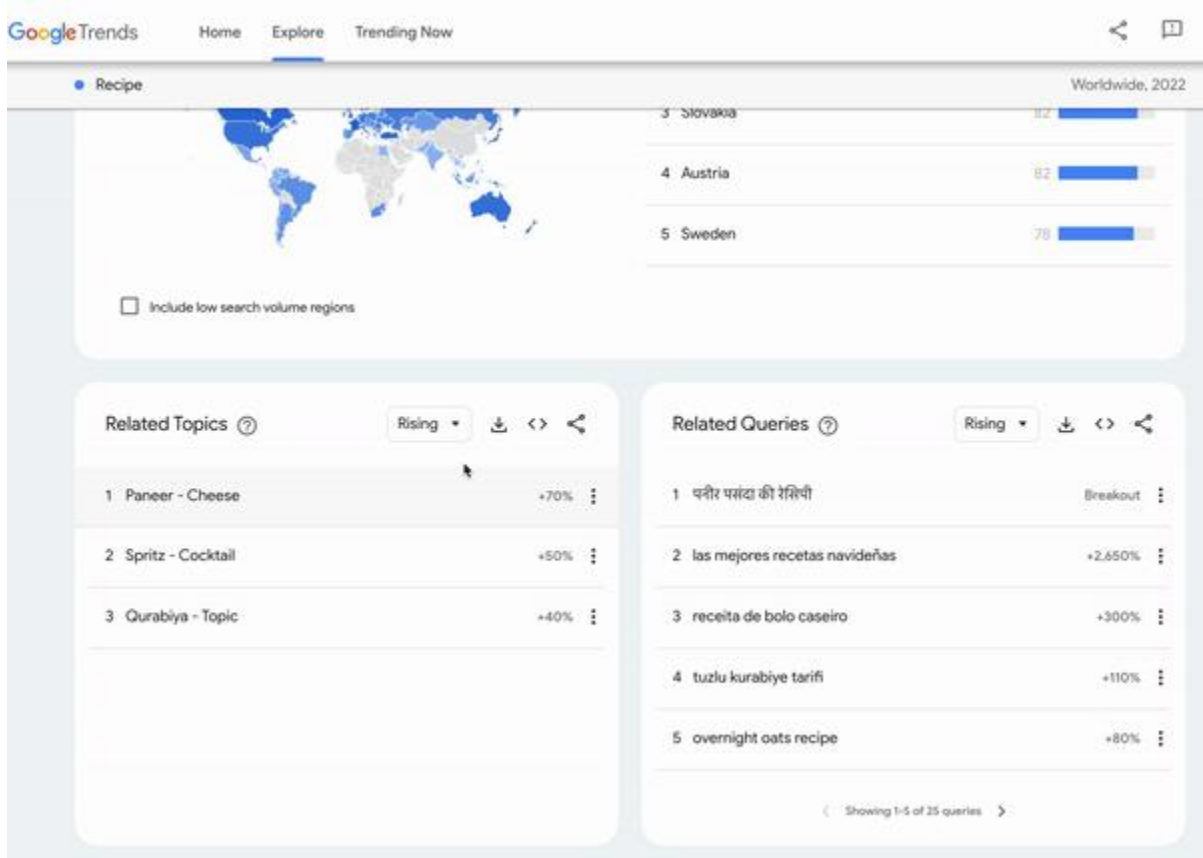 GoogleTrends Home Explore Trending Now
Recipe Worldwide, 2022
3 Slovakia 82
4 Austria 82
5 Sweden 78
Include low search volume regions
Related Topics Rising
1 Paneer - Cheese +70%
2 Spritz - Cocktail +50%
3 Qurabiya - Topic +40%
Related Queries Rising
1 पनीर पसंदा की रेसिपी Breakout
2 las mejores recetas navideñas +2,650%
3 receita de bolo caseiro +300%
4 tuzlu kurabiye tarifi +110%
5 overnight oats recipe +80%
Showing 1-5 of 25 queries